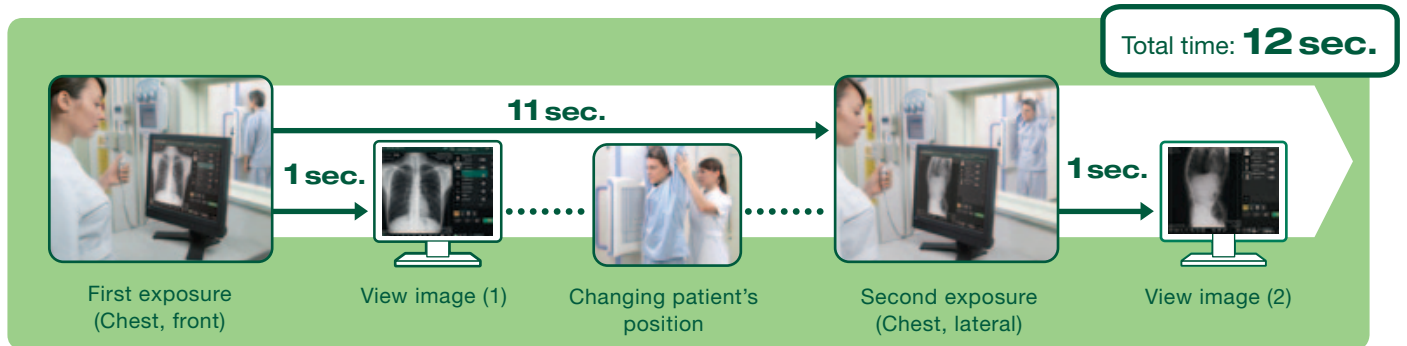 Total time: 12 sec.
11 sec.
1 sec.
1 sec.
First exposure
(Chest, front)
View image (1)
Changing patient's
position
Second exposure
(Chest, lateral)
View image (2)